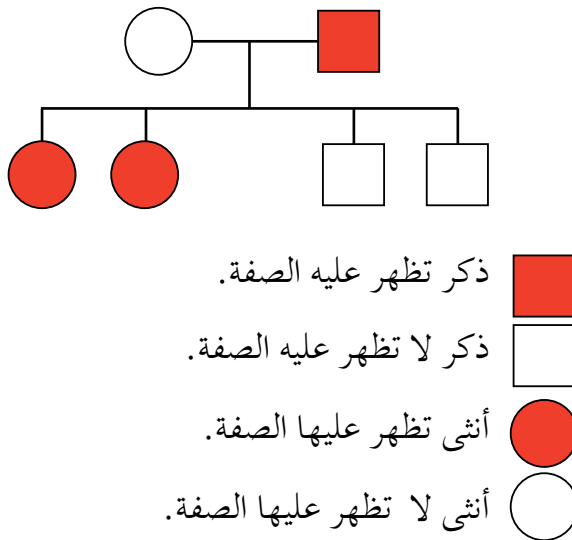 ذكر تظهر عليه الصفة.
ذكر لا تظهر عليه الصفة.
أنثى تظهر عليها الصفة.
أنثى لا تظهر عليها الصفة.